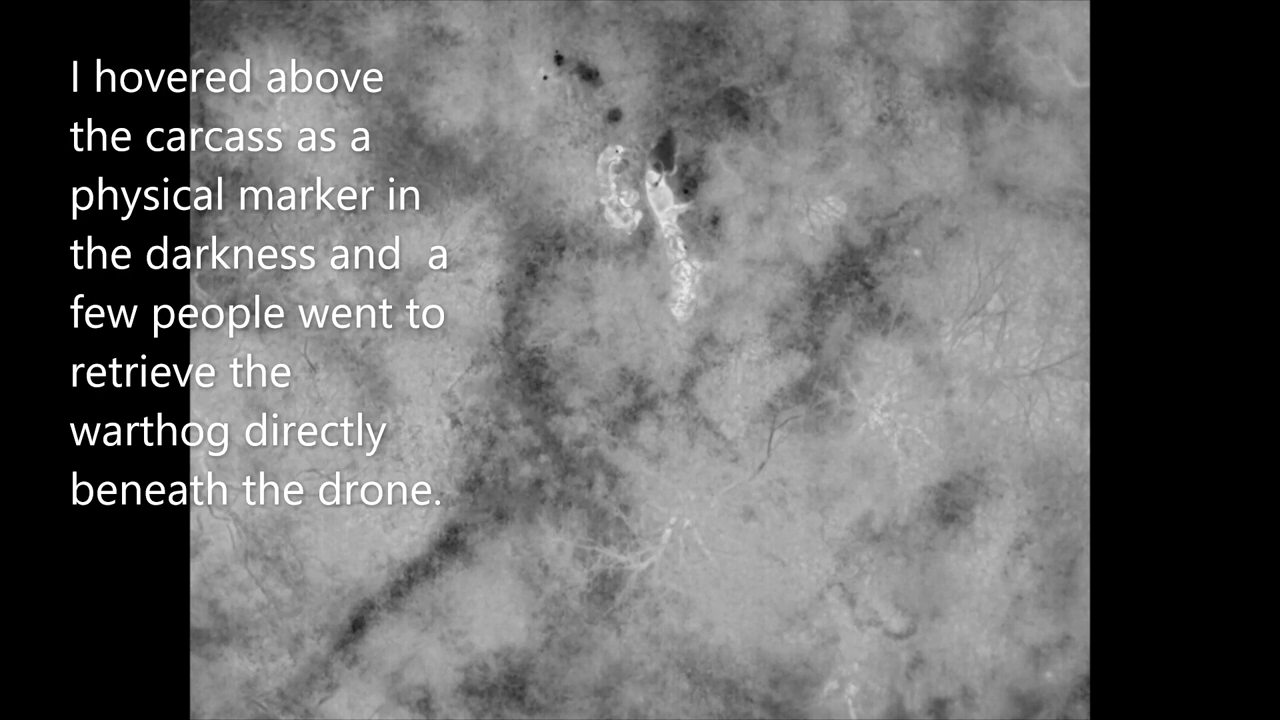 I hovered above
the carcass as a
physical marker in
the darkness and  a
few people went to
retrieve the
warthog directly
beneath the drone.